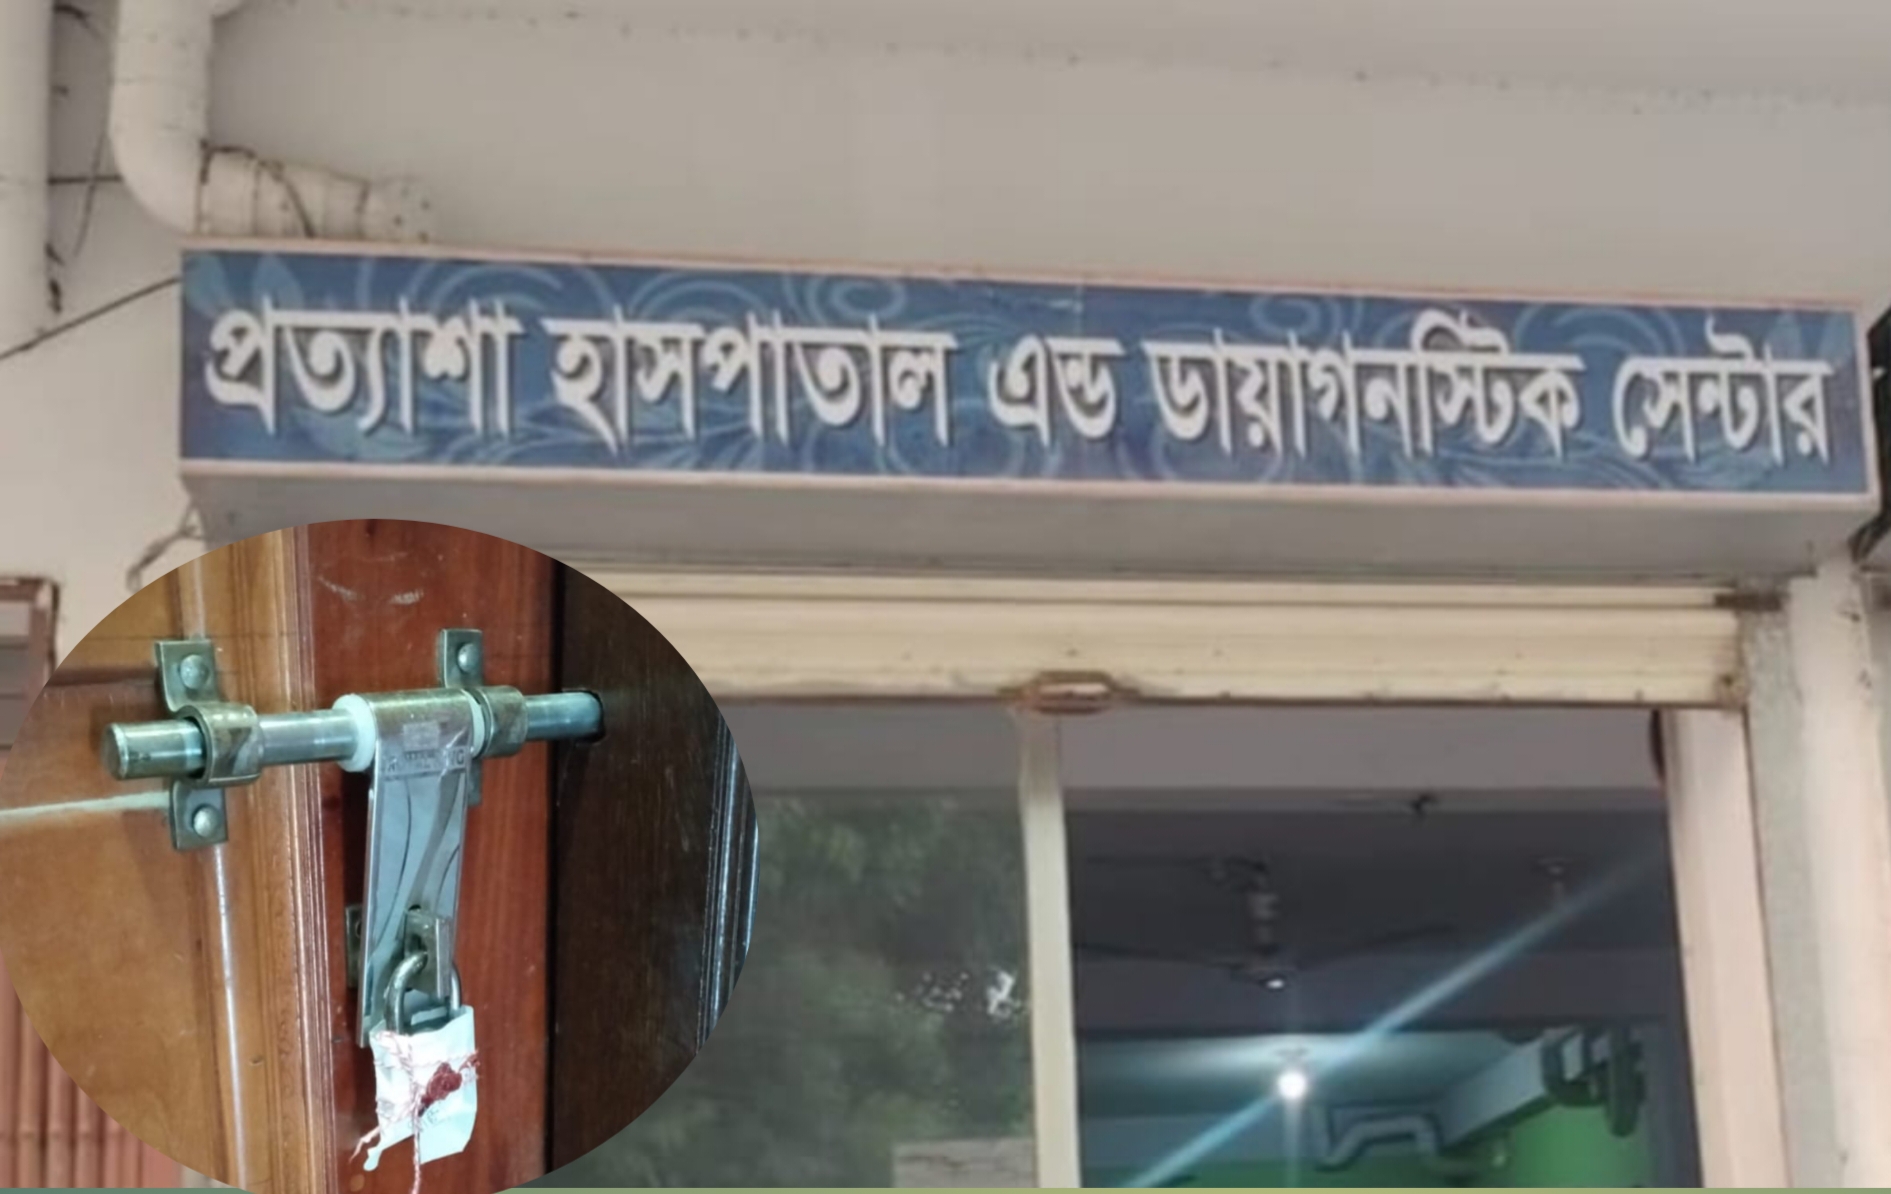 প্রত্যাশা হাসপাতাল এন্ড ডায়াগনস্টিক সেন্টার